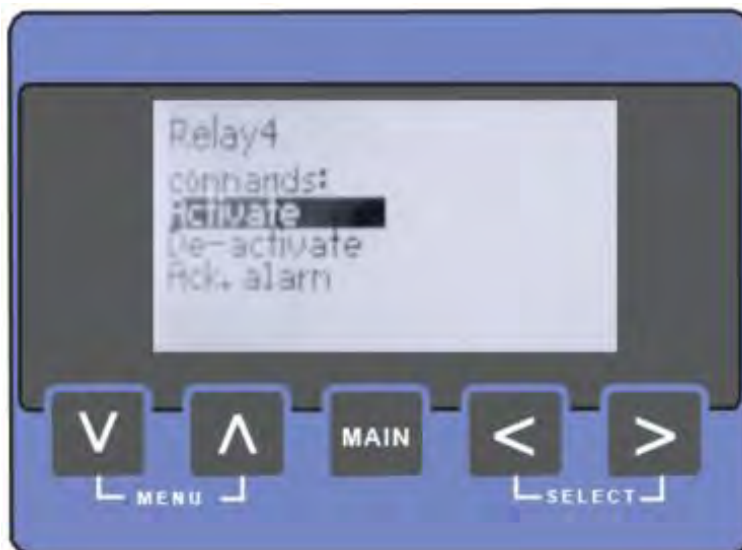 Relay4
commands:
Activate
De-activate
Ack. alarm
V Λ MAIN < >
MENU SELECT